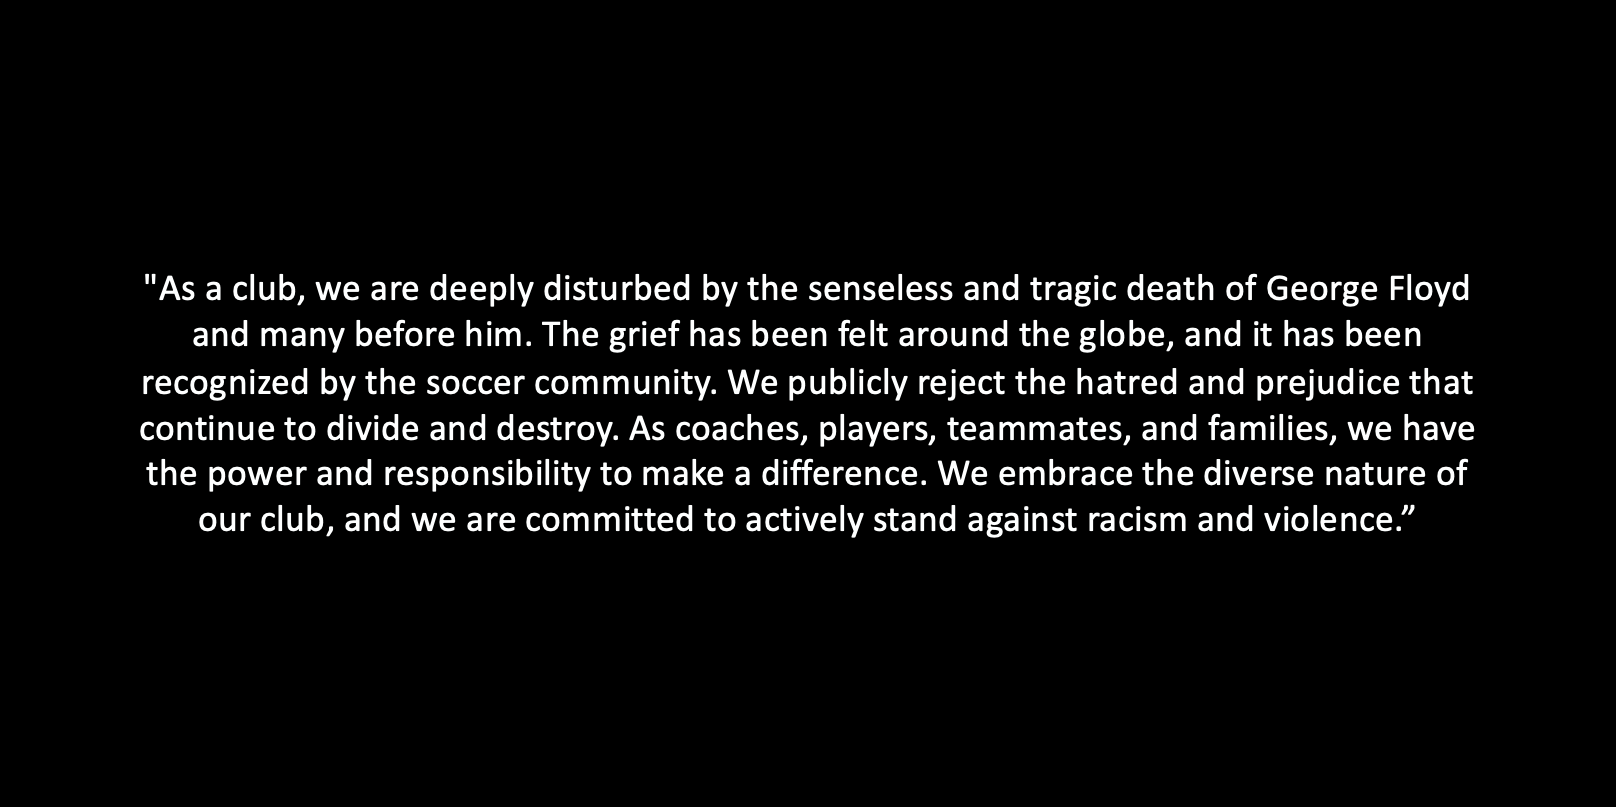 "As a club, we are deeply disturbed by the senseless and tragic death of George Floyd
and many before him. The grief has been felt around the globe, and it has been
recognized by the soccer community. We publicly reject the hatred and prejudice that
continue to divide and destroy. As coaches, players, teammates, and families, we have
the power and responsibility to make a difference. We embrace the diverse nature of
our club, and we are committed to actively stand against racism and violence.”